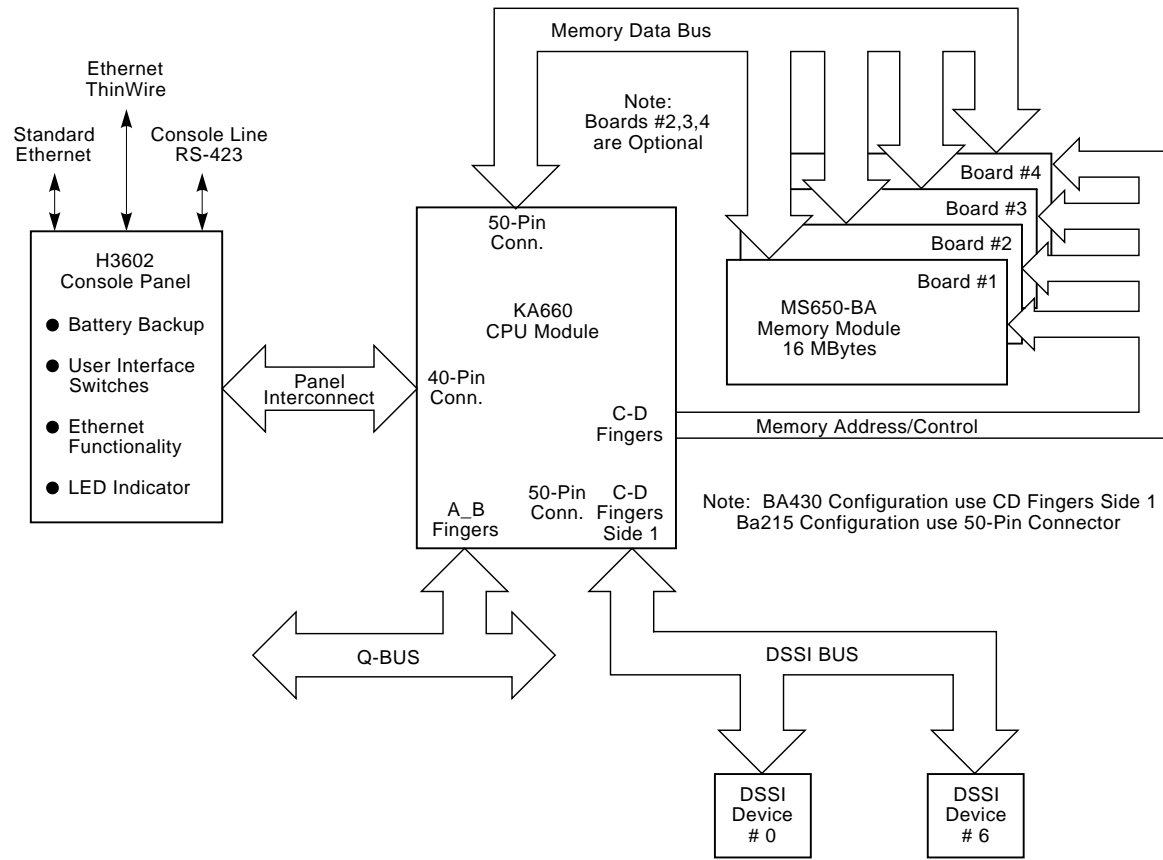 Memory Data Bus
Ethernet
ThinWire
Standard
Ethernet
Console Line
RS-423
Note:
Boards #2,3,4
are Optional
Board #4
Board #3
Board #2
Board #1
MS650-BA
Memory Module
16 MBytes
H3602
Console Panel
● Battery Backup
● User Interface
Switches
● Ethernet
Functionality
● LED Indicator
Panel
Interconnect
50-Pin
Conn.
KA660
CPU Module
40-Pin
Conn.
C-D
Fingers
Memory Address/Control
A_B
Fingers
50-Pin
Conn.
C-D
Fingers
Side 1
Note: BA430 Configuration use CD Fingers Side 1
Ba215 Configuration use 50-Pin Connector
Q-BUS
DSSI BUS
DSSI
Device
# 0
DSSI
Device
# 6